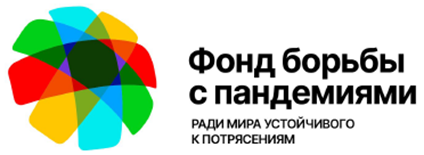 Фонд борьбы
с пандемиями
РАДИ МИРА УСТОЙЧИВОГО
К ПОТРЯСЕНИЯМ